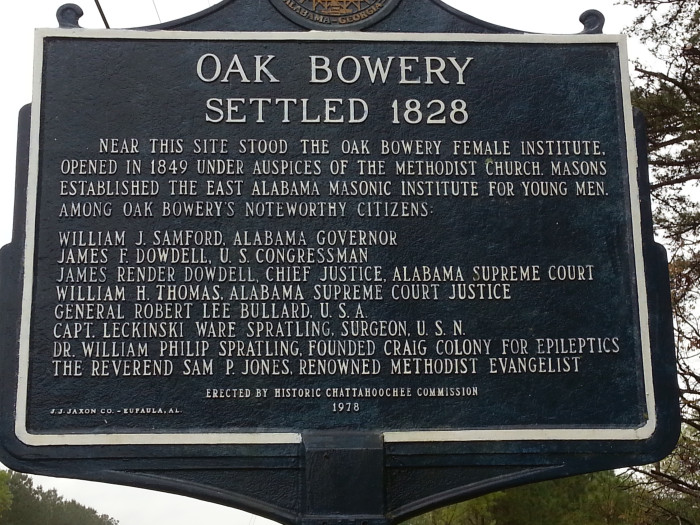 ALABAMA-GEORGIA
OAK BOWERY
SETTLED 1828
NEAR THIS SITE STOOD THE OAK BOWERY FEMALE INSTITUTE,
OPENED IN 1849 UNDER AUSPICES OF THE METHODIST CHURCH. MASONS
ESTABLISHED THE EAST ALABAMA MASONIC INSTITUTE FOR YOUNG MEN.
AMONG OAK BOWERY'S NOTEWORTHY CITIZENS:
WILLIAM J. SAMFORD, ALABAMA GOVERNOR
JAMES F. DOWDELL, U. S. CONGRESSMAN
JAMES RENDER DOWDELL, CHIEF JUSTICE, ALABAMA SUPREME COURT
WILLIAM H. THOMAS, ALABAMA SUPREME COURT JUSTICE
GENERAL ROBERT LEE BULLARD, U. S. A.
CAPT. LECKINSKI WARE SPRATLING, SURGEON, U. S. N.
DR. WILLIAM PHILIP SPRATLING, FOUNDED CRAIG COLONY FOR EPILEPTICS
THE REVEREND SAM P. JONES, RENOWNED METHODIST EVANGELIST
ERECTED BY HISTORIC CHATTAHOOCHEE COMMISSION
1978
J.J. JAXON CO. - EUFAULA, AL.